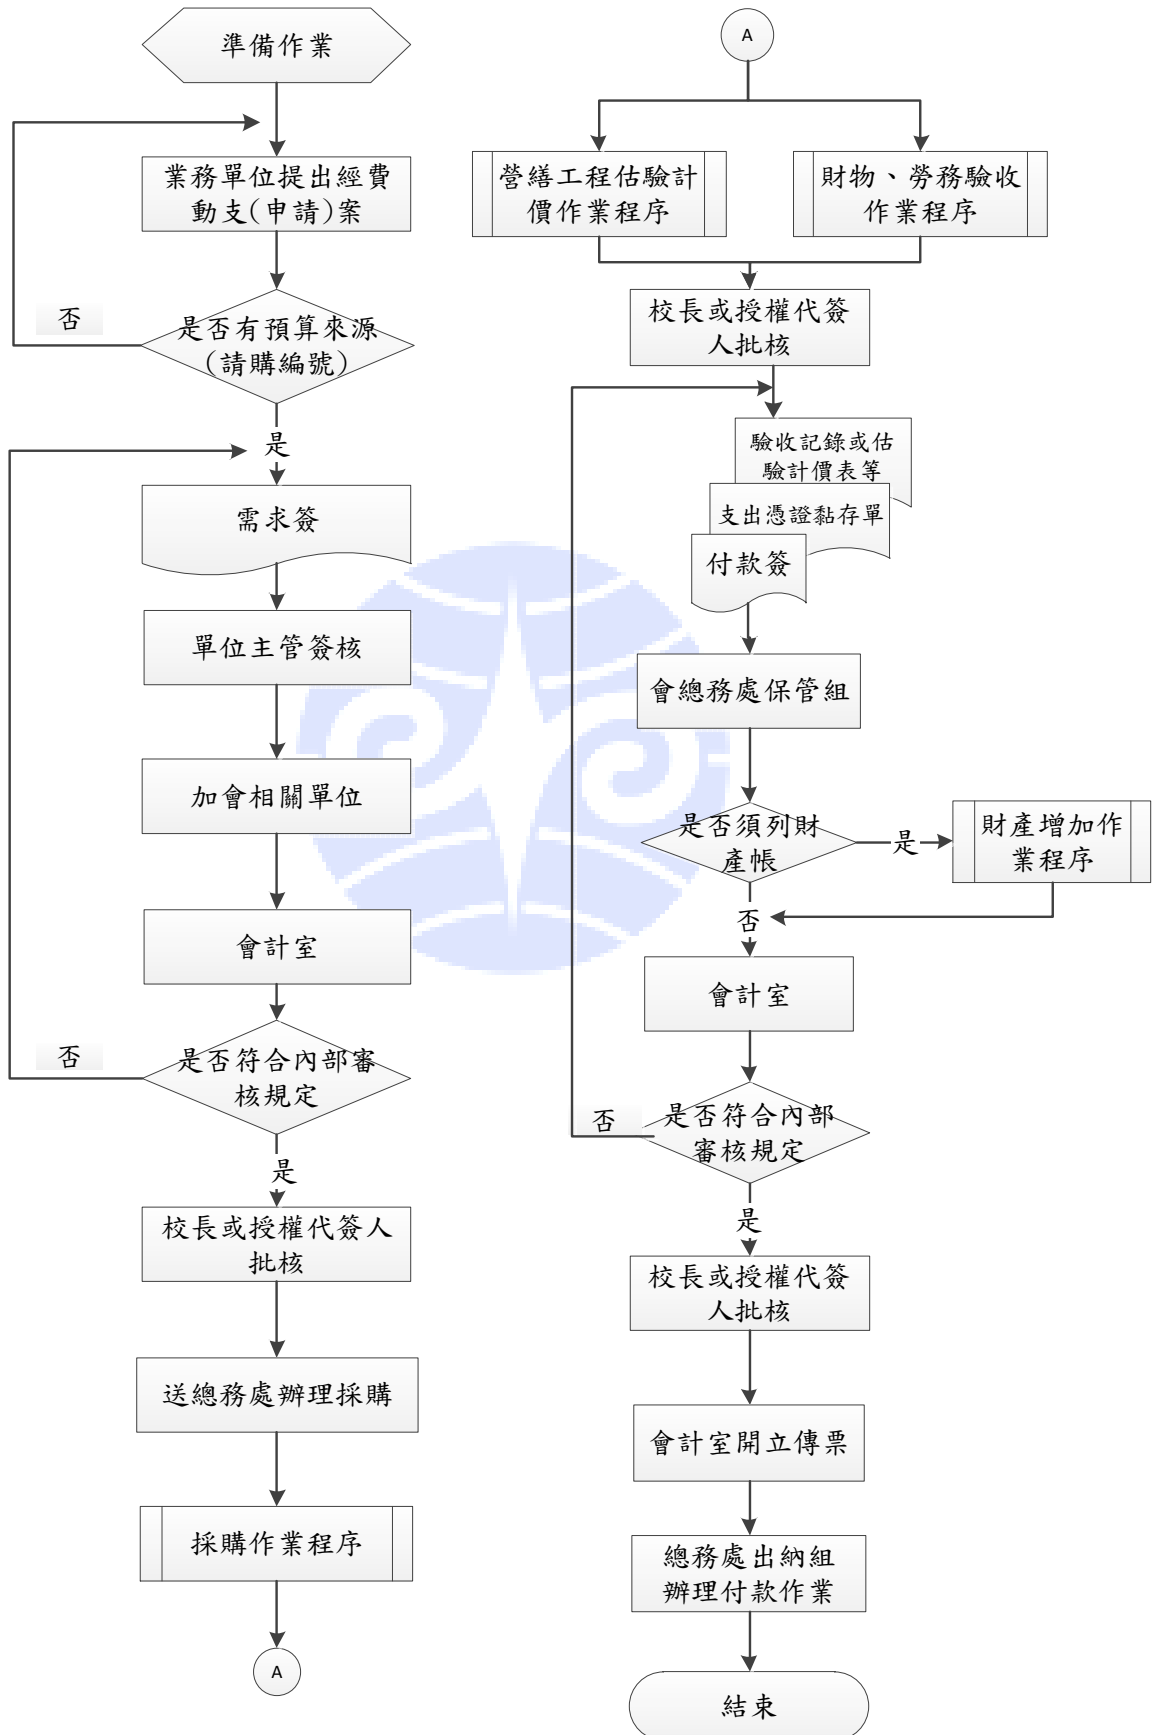 準備作業
業務單位提出經費
動支(申請)案
否
是否有預算來源
(請購編號)
是
需求簽
單位主管簽核
加會相關單位
會計室
否
是否符合內部審
核規定
是
校長或授權代簽人
批核
送總務處辦理採購
採購作業程序
A
A
營繕工程估驗計
價作業程序
財物、勞務驗收
作業程序
校長或授權代簽
人批核
驗收記錄或估
驗計價表等
支出憑證黏存單
付款簽
會總務處保管組
是否須列財
產帳
是
財產增加作
業程序
否
會計室
否
是否符合內部
審核規定
是
校長或授權代簽
人批核
會計室開立傳票
總務處出納組
辦理付款作業
結束